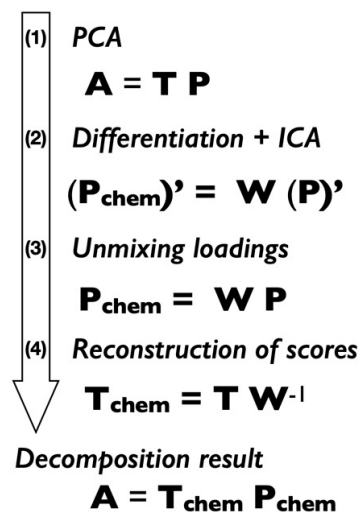 (1) PCA
A = T P
(2) Differentiation + ICA
(Pchem)’ = W (P)’
(3) Unmixing loadings
Pchem = W P
(4) Reconstruction of scores
Tchem = T W-1
Decomposition result
A = Tchem Pchem